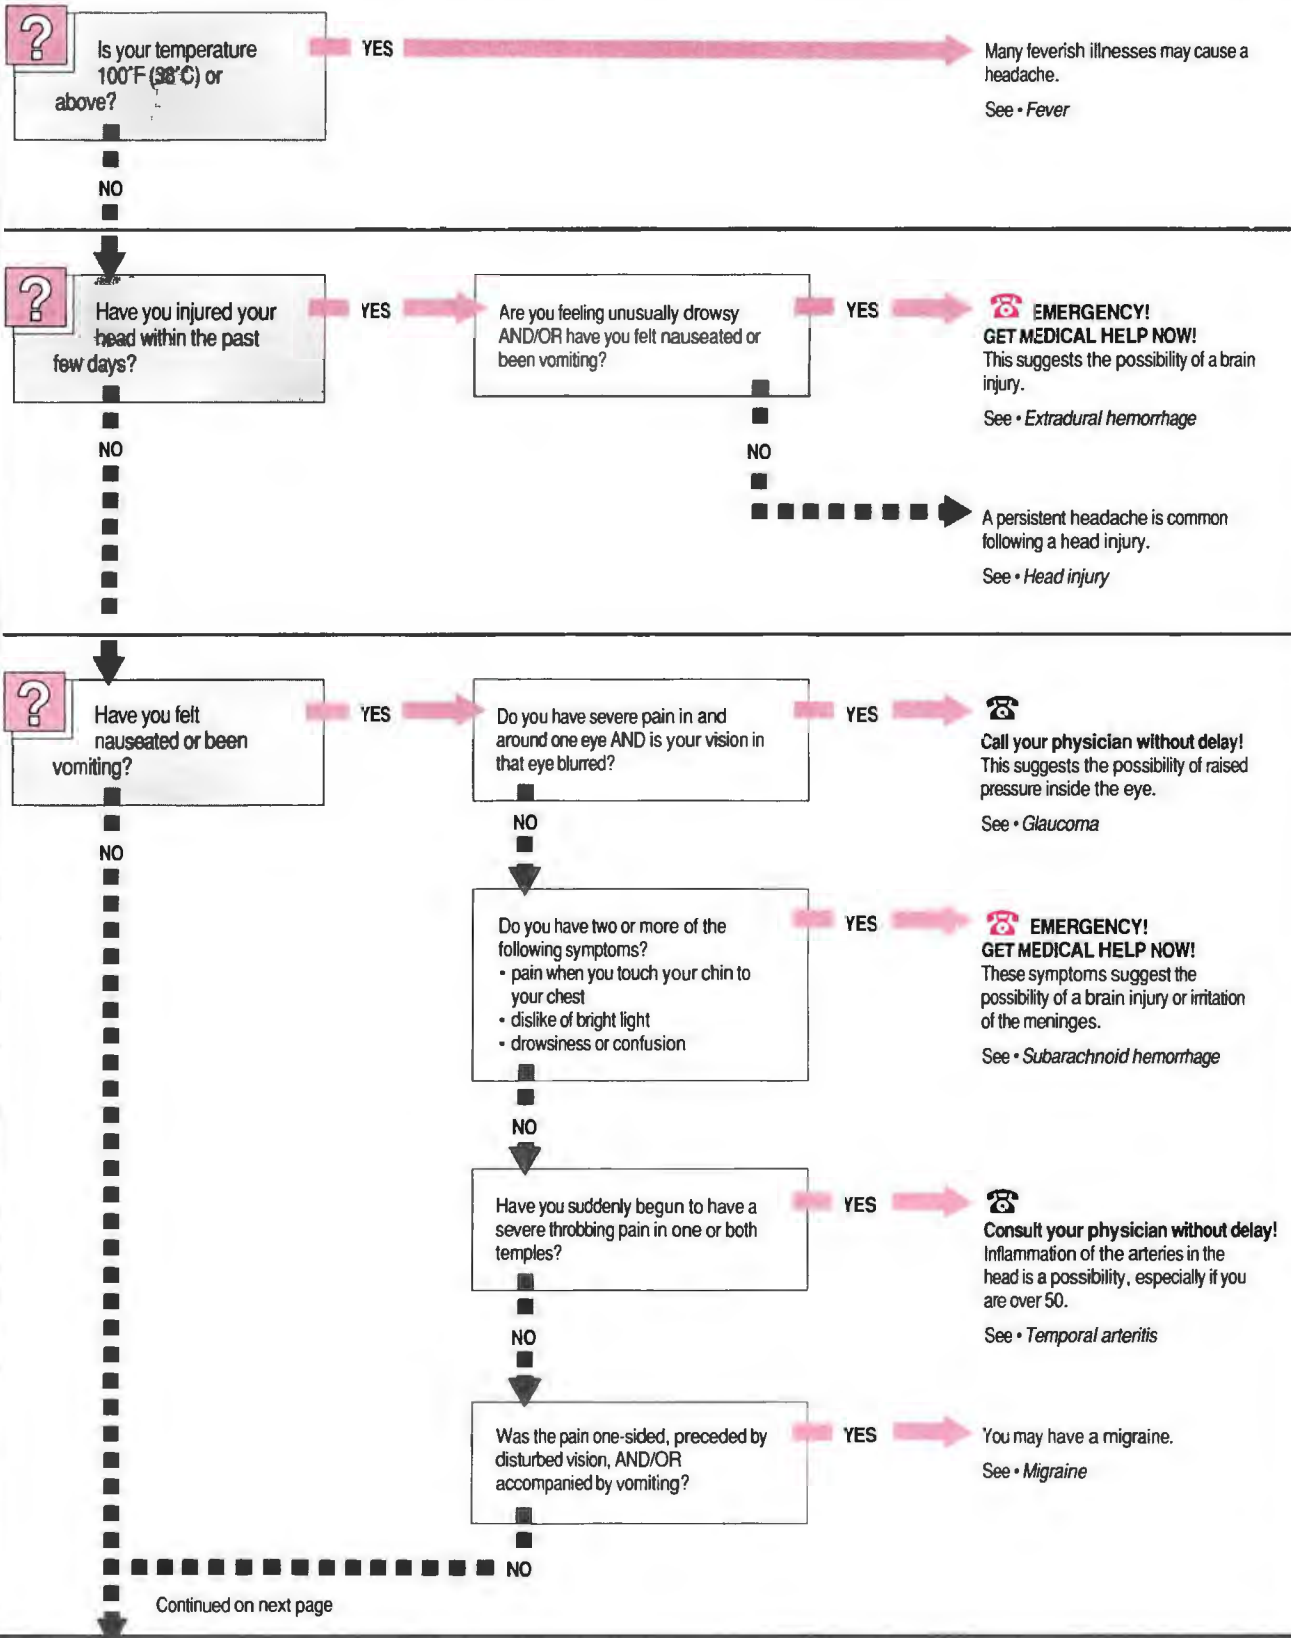 ?
Is your temperature
100°F (38°C) or
above?
YES
Many feverish illnesses may cause a
headache.
See • Fever
NO
?
Have you injured your
head within the past
few days?
YES
Are you feeling unusually drowsy
AND/OR have you felt nauseated or
been vomiting?
YES
EMERGENCY!
GET MEDICAL HELP NOW!
This suggests the possibility of a brain
injury.
See • Extradural hemorrhage
NO
NO
A persistent headache is common
following a head injury.
See • Head injury
?
Have you felt
nauseated or been
vomiting?
YES
Do you have severe pain in and
around one eye AND is your vision in
that eye blurred?
YES
Call your physician without delay!
This suggests the possibility of raised
pressure inside the eye.
See • Glaucoma
NO
NO
Do you have two or more of the
following symptoms?
• pain when you touch your chin to
your chest
• dislike of bright light
• drowsiness or confusion
YES
EMERGENCY!
GET MEDICAL HELP NOW!
These symptoms suggest the
possibility of a brain injury or irritation
of the meninges.
See • Subarachnoid hemorrhage
NO
Have you suddenly begun to have a
severe throbbing pain in one or both
temples?
YES
Consult your physician without delay!
Inflammation of the arteries in the
head is a possibility, especially if you
are over 50.
See • Temporal arteritis
NO
Was the pain one-sided, preceded by
disturbed vision, AND/OR
accompanied by vomiting?
YES
You may have a migraine.
See • Migraine
NO
Continued on next page